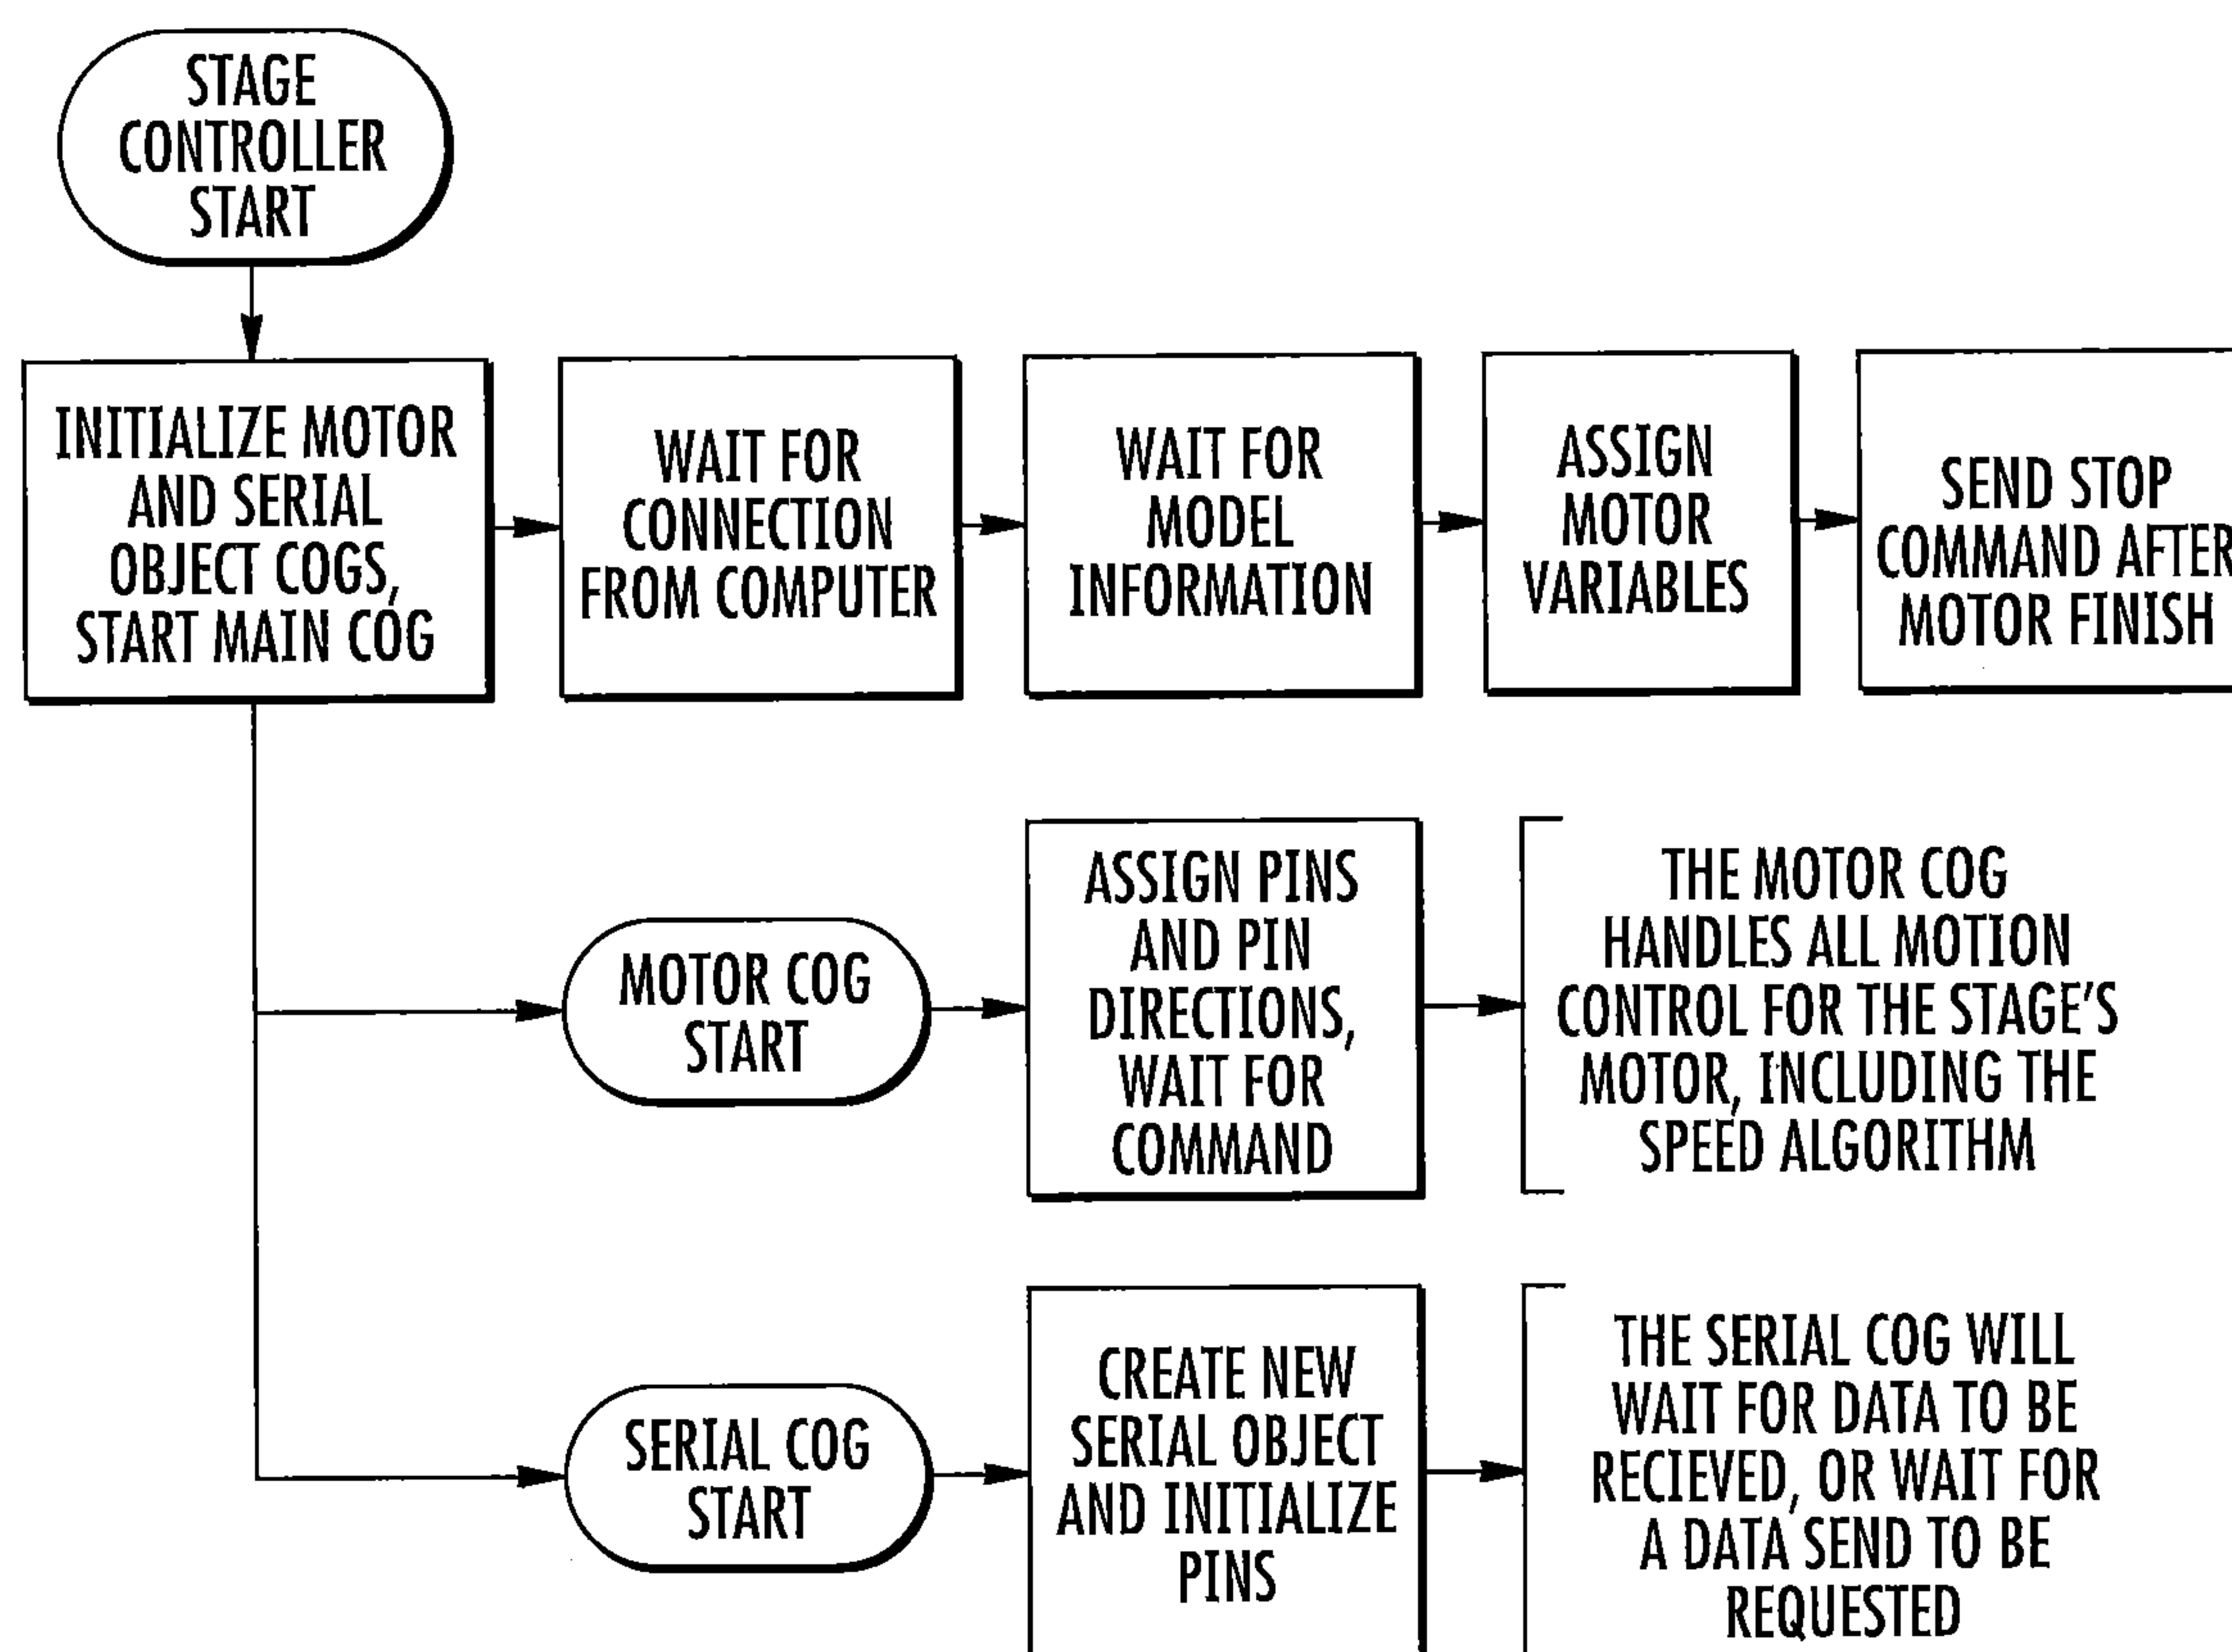 STAGE
CONTROLLER
START
INITIALIZE MOTOR
AND SERIAL
OBJECT COGS,
START MAIN COG
WAIT FOR
CONNECTION
FROM COMPUTER
WAIT FOR
MODEL
INFORMATION
ASSIGN
MOTOR
VARIABLES
SEND STOP
COMMAND AFTER
MOTOR FINISH
MOTOR COG
START
ASSIGN PINS
AND PIN
DIRECTIONS,
WAIT FOR
COMMAND
THE MOTOR COG
HANDLES ALL MOTION
CONTROL FOR THE STAGE'S
MOTOR, INCLUDING THE
SPEED ALGORITHM
SERIAL COG
START
CREATE NEW
SERIAL OBJECT
AND INITIALIZE
PINS
THE SERIAL COG WILL
WAIT FOR DATA TO BE
RECIEVED, OR WAIT FOR
A DATA SEND TO BE
REQUESTED